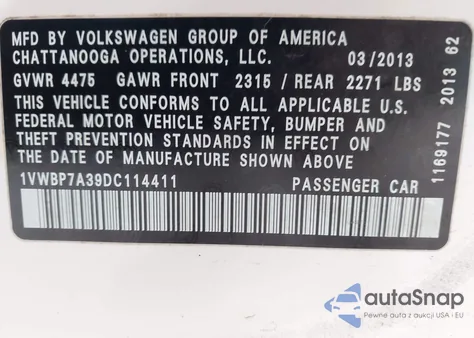 MFD BY VOLKSWAGEN GROUP OF AMERICA
CHATTANOOGA OPERATIONS, LLC. 03/2013
GVWR 4475 GAWR FRONT 2315 / REAR 2271 LBS
THIS VEHICLE CONFORMS TO ALL APPLICABLE U.S.
FEDERAL MOTOR VEHICLE SAFETY, BUMPER AND
THEFT PREVENTION STANDARDS IN EFFECT ON THE
DATE OF MANUFACTURE SHOWN ABOVE
1VWBP7A39DC114411 PASSENGER CAR
1169177 2013 62
autoSnap
Pewne auta z USA i EU